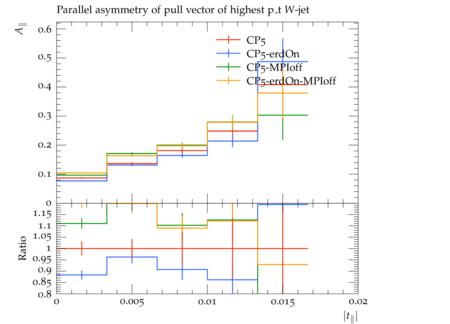 Parallel asymmetry of pull vector of highest p_t W-jet
A∥
0.6
0.5
0.4
0.3
0.2
0.1
0
CP5
CP5-erdOn
CP5-MPIoff
CP5-erdOn-MPIoff
Ratio
1.15
1.1
1.05
1
0.95
0.9
0.85
0.8
0
0.005
0.01
0.015
0.02
|t∥|